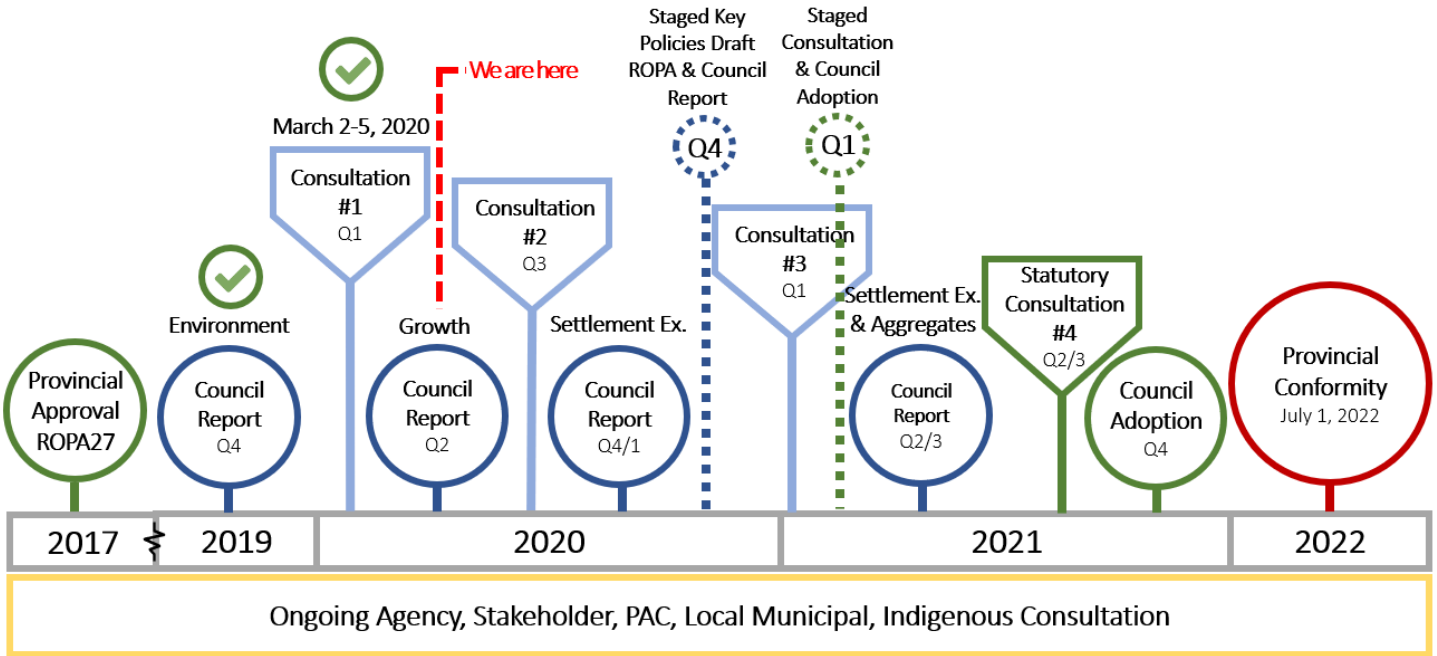 Staged Key
Policies Draft
ROPA & Council
Report
Staged
Consultation
& Council
Adoption
We are here
March 2-5, 2020
Q4
Q1
Consultation
#1
Q1
Consultation
#2
Q3
Consultation
#3
Q1
Environment
Growth
Settlement Ex.
Settlement Ex.
& Aggregates
Statutory
Consultation
#4
Q2/3
Provincial
Approval
ROPA27
Council
Report
Q4
Council
Report
Q2
Council
Report
Q4/1
Council
Report
Q2/3
Council
Adoption
Q4
Provincial
Conformity
July 1, 2022
2017
2019
2020
2021
2022
Ongoing Agency, Stakeholder, PAC, Local Municipal, Indigenous Consultation